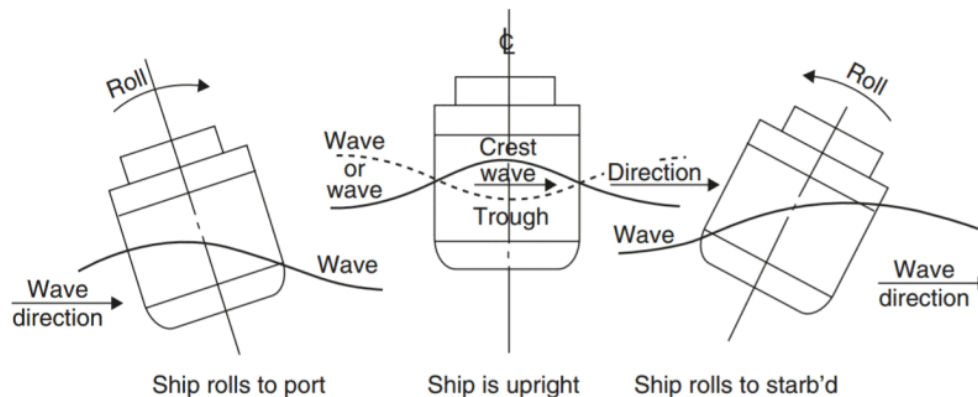 Roll
Wave
Wave
direction
Ship rolls to port
℄
Wave
or
wave
Crest
wave
Trough
Direction
Ship is upright
Roll
Wave
Wave
direction
Ship rolls to starb'd